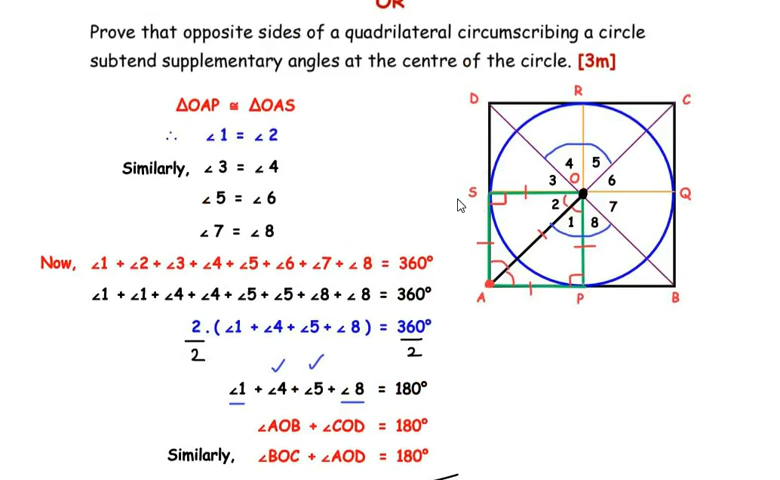 OR
Prove that opposite sides of a quadrilateral circumscribing a circle
subtend supplementary angles at the centre of the circle. [3m]
ΔOAP ≅ ΔOAS
∴ ∠1 = ∠2
Similarly, ∠3 = ∠4
∠5 = ∠6
∠7 = ∠8
Now, ∠1 + ∠2 + ∠3 + ∠4 + ∠5 + ∠6 + ∠7 + ∠8 = 360°
∠1 + ∠1 + ∠4 + ∠4 + ∠5 + ∠5 + ∠8 + ∠8 = 360°
2.(∠1 + ∠4 + ∠5 + ∠8) = 360°
2 2
∠1 + ∠4 + ∠5 + ∠8 = 180°
∠AOB + ∠COD = 180°
Similarly, ∠BOC + ∠AOD = 180°
D R C
4 5
3 O 6
S Q
2 7
1 8
A P B